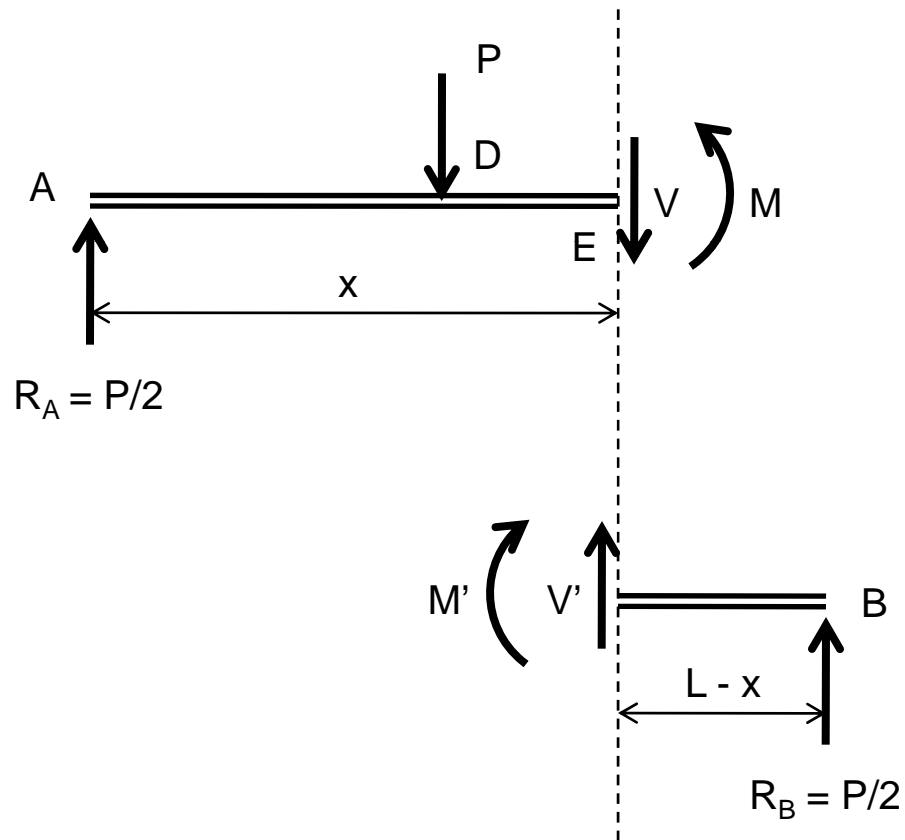 P
D
A
V
M
E
x
R_A = P/2
M’
V’
B
L - x
R_B = P/2